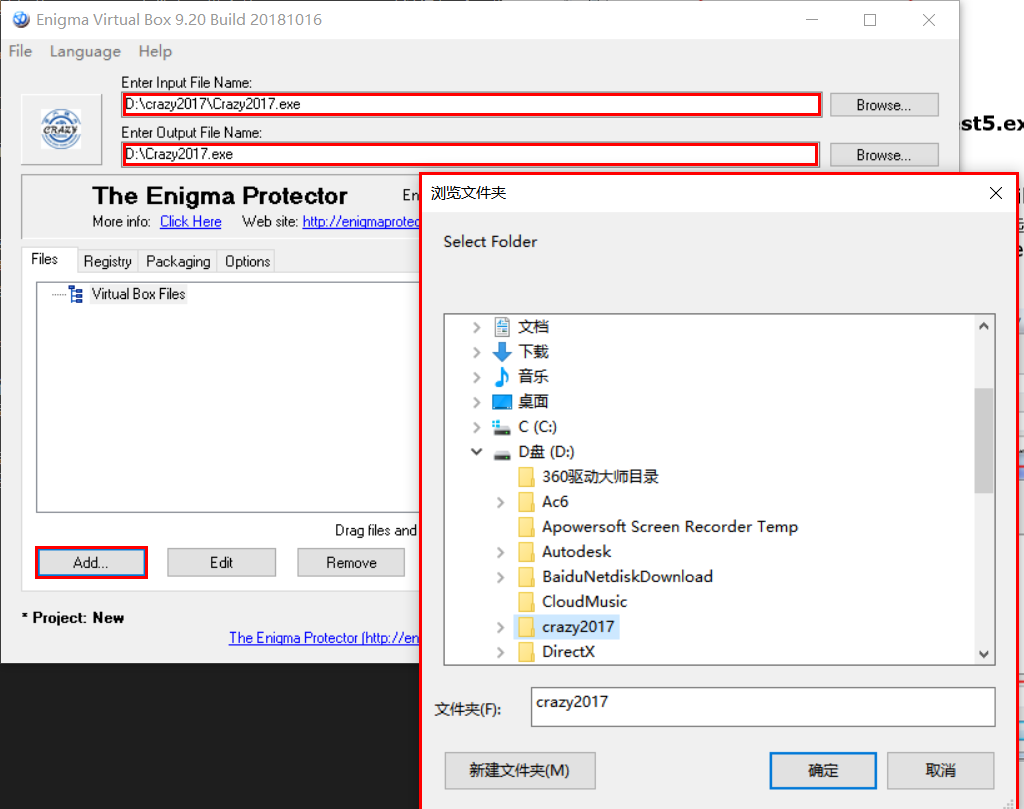 Enigma Virtual Box 9.20 Build 20181016
File Language Help
Enter Input File Name:
D:\crazy2017\Crazy2017.exe
Browse...
CRAZY
Enter Output File Name:
D:\Crazy2017.exe
Browse...
st5.ex
The Enigma Protector
En
More info: Click Here Web site: http://enigmaprotec
Files Registry Packaging Options
Virtual Box Files
Drag files and
Add... Edit Remove
* Project: New
The Enigma Protector (http://en
浏览文件夹
Select Folder
文档
下载
音乐
桌面
C (C:)
D盘 (D:)
360驱动大师目录
Ac6
Apowersoft Screen Recorder Temp
Autodesk
BaiduNetdiskDownload
CloudMusic
crazy2017
DirectX
文件夹(F):
crazy2017
新建文件夹(M) 确定 取消